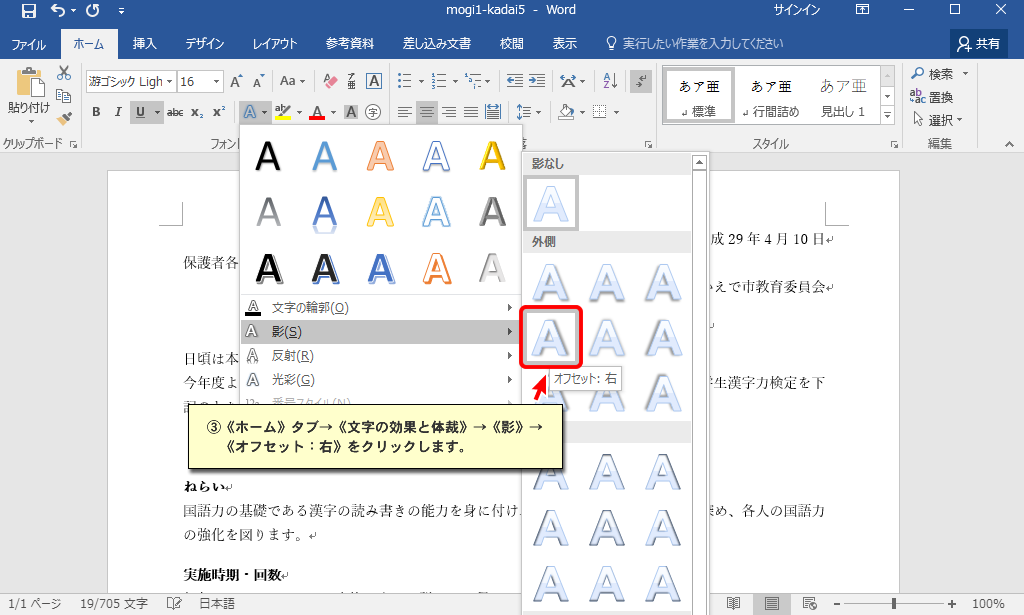 mogi1-kadai5 - Word
サインイン
ファイル ホーム 挿入 デザイン レイアウト 参考資料 差し込み文書 校閲 表示 実行したい作業を入力してください 共有
貼り付け
クリップボード
游ゴシック Ligh 16 A A Aa A 亜 A
B I U abc x₂ x² A ab A A 字
フォン
あア亜 あア亜 あア亜
↲標準 ↲行間詰め 見出し 1
スタイル
検索
置換
選択
編集
A A A A A
A A A A A
A A A A A
文字の輪郭(O)
影(S)
反射(R)
光彩(G)
番号スタイル(N)
影なし
A
外側
A A A
A A A
A A A
オフセット: 右
A A A
A A A
A A A
③《ホーム》タブ→《文字の効果と体裁》→《影》→
《オフセット：右》をクリックします。
成 29 年 4 月 10 日↲
保護者各
えで市教育委員会↲
日頃は本
今年度よ
生漢字力検定を下
ねらい↲
国語力の基礎である漢字の読み書きの能力を身に付け
め、各人の国語力
の強化を図ります。↲
実施時期・回数↲
1/1 ページ 19/705 文字 日本語 100%